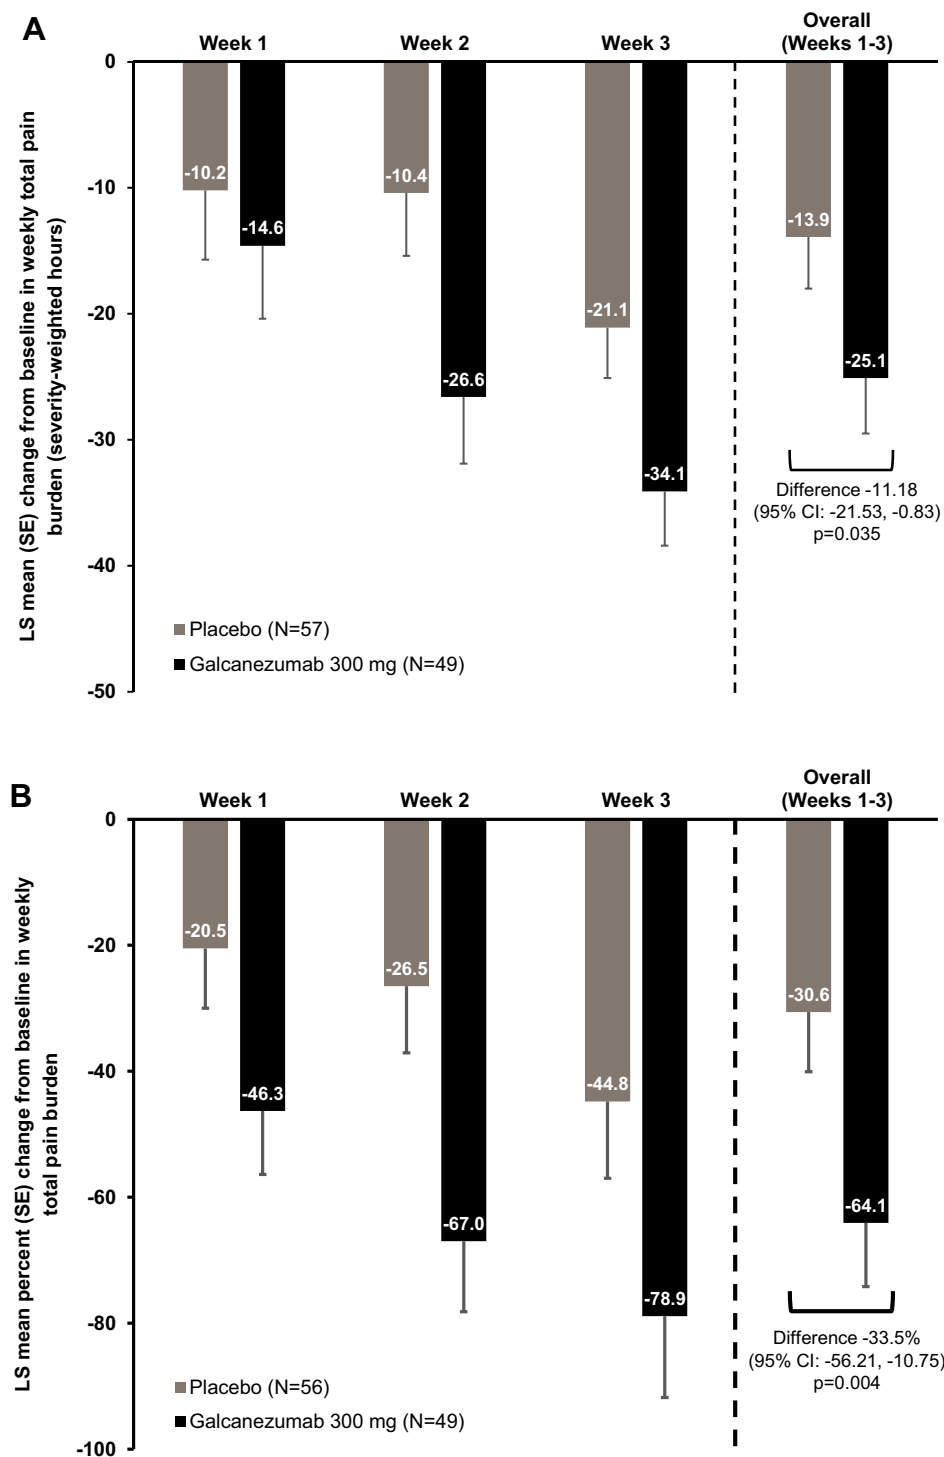 A
Week 1
Week 2
Week 3
Overall
(Weeks 1-3)
LS mean (SE) change from baseline in weekly total pain
burden (severity-weighted hours)
0
-10
-20
-30
-40
-50
-10.2
-14.6
-10.4
-26.6
-21.1
-34.1
-13.9
-25.1
Difference -11.18
(95% CI: -21.53, -0.83)
p=0.035
Placebo (N=57)
Galcanezumab 300 mg (N=49)
B
Week 1
Week 2
Week 3
Overall
(Weeks 1-3)
LS mean percent (SE) change from baseline in weekly
total pain burden
0
-20
-40
-60
-80
-100
-20.5
-46.3
-26.5
-67.0
-44.8
-78.9
-30.6
-64.1
Difference -33.5%
(95% CI: -56.21, -10.75)
p=0.004
Placebo (N=56)
Galcanezumab 300 mg (N=49)